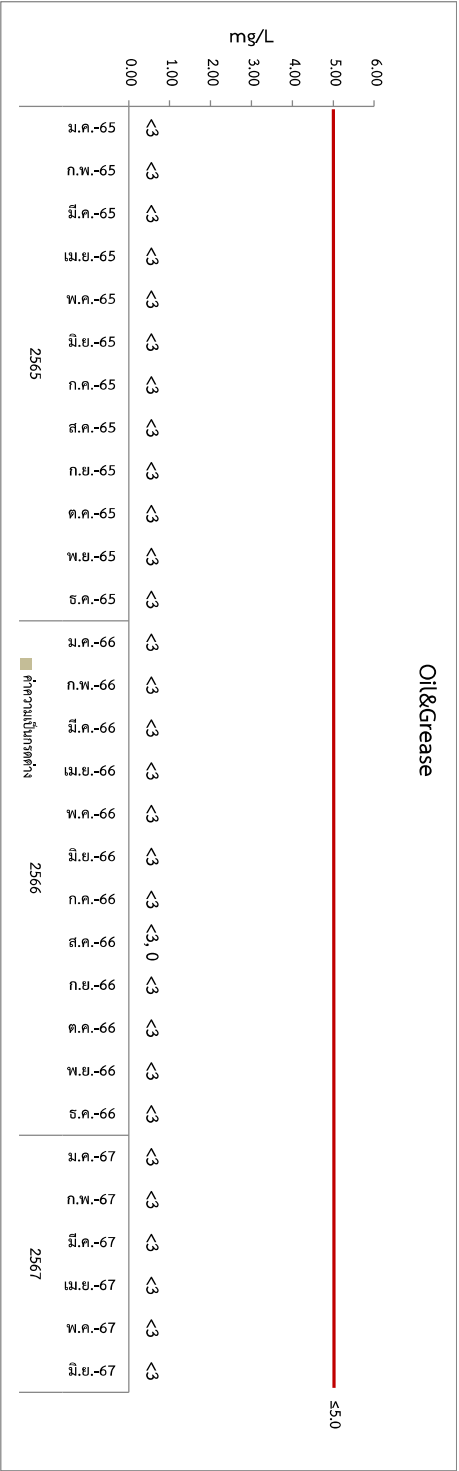 Oil&Grease
mg/L
6.00
5.00
4.00
3.00
2.00
1.00
0.00
≤5.0
<3 <3 <3 <3 <3 <3 <3 <3 <3 <3 <3 <3 <3 <3 <3 <3 <3 <3 <3 <3, 0 <3 <3 <3 <3 <3 <3 <3 <3 <3 <3
ม.ค.-65 ก.พ.-65 มี.ค.-65 เม.ย.-65 พ.ค.-65 มิ.ย.-65 ก.ค.-65 ส.ค.-65 ก.ย.-65 ต.ค.-65 พ.ย.-65 ธ.ค.-65 ม.ค.-66 ก.พ.-66 มี.ค.-66 เม.ย.-66 พ.ค.-66 มิ.ย.-66 ก.ค.-66 ส.ค.-66 ก.ย.-66 ต.ค.-66 พ.ย.-66 ธ.ค.-66 ม.ค.-67 ก.พ.-67 มี.ค.-67 เม.ย.-67 พ.ค.-67 มิ.ย.-67
2565 2566 2567
ค่าความเป็นกรดด่าง